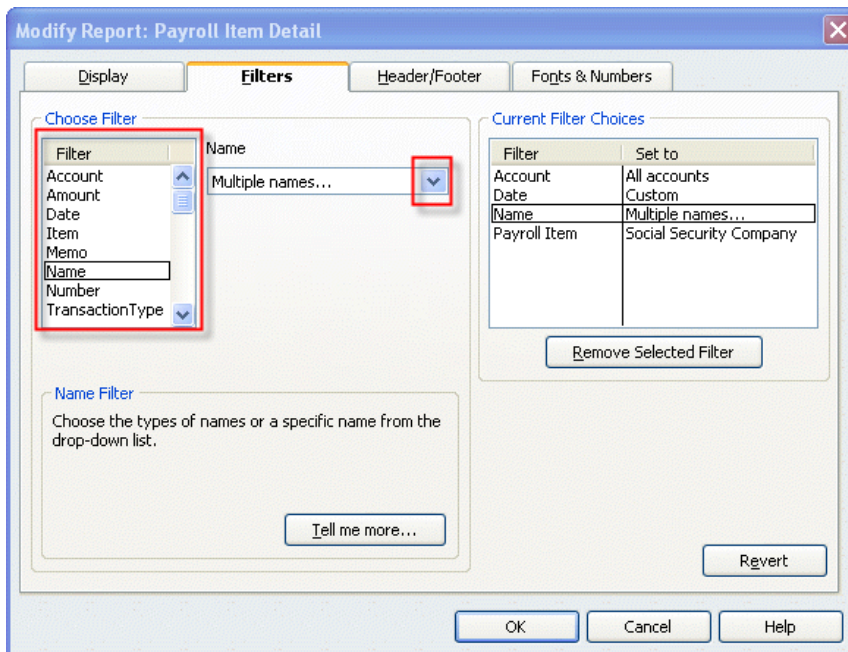 Modify Report: Payroll Item Detail
Display Filters Header/Footer Fonts & Numbers
Choose Filter
Filter
Account
Amount
Date
Item
Memo
Name
Number
TransactionType
Name
Multiple names...
Name Filter
Choose the types of names or a specific name from the
drop-down list.
Tell me more...
Current Filter Choices
Filter Set to
Account All accounts
Date Custom
Name Multiple names...
Payroll Item Social Security Company
Remove Selected Filter
Revert
OK Cancel Help